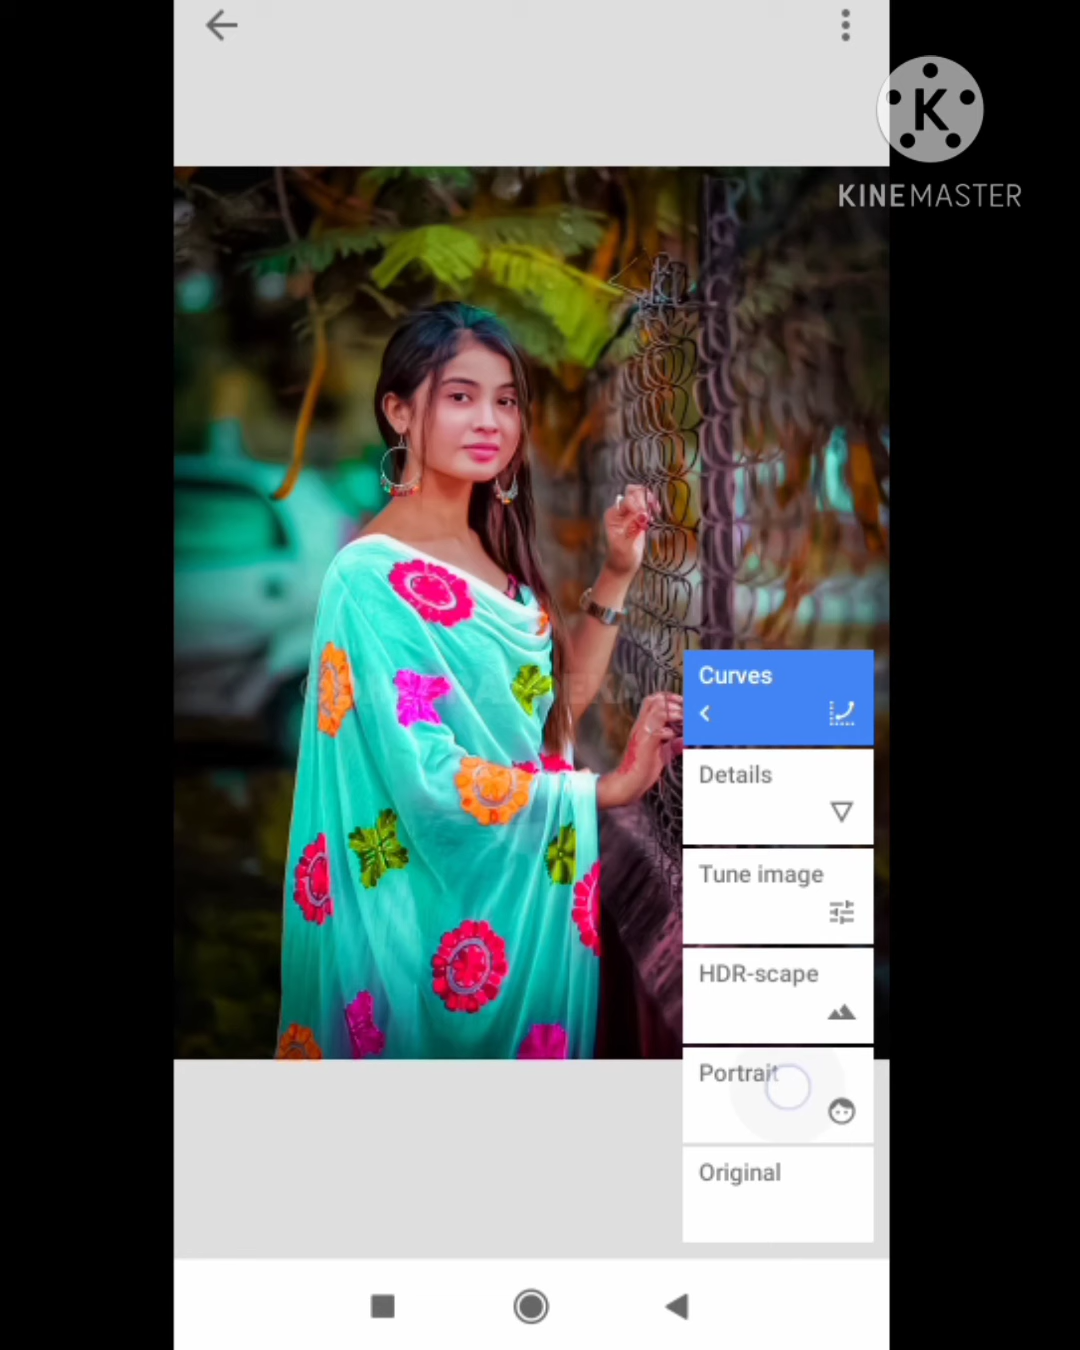 KINEMASTER
Curves
Details
Tune image
HDR-scape
Portrait
Original